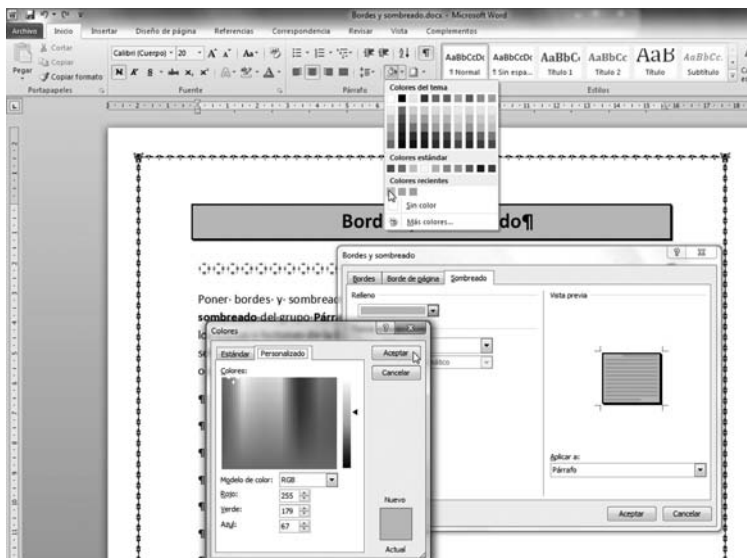 Bordes y sombreado.docx - Microsoft Word
Archivo Inicio Insertar Diseño de página Referencias Correspondencia Revisar Vista Complementos
Cortar
Copiar
Copiar formato
Pegar
Portapapeles
Calibri (Cuerpo) 20
Fuente
Párrafo
AaBbCcDc AaBbCcDc AaBbC AaBbCc AaB AaBbCc.
¶ Normal ¶ Sin espa... Título 1 Título 2 Título Subtítulo
Estilos
Colores del tema
Colores estándar
Colores recientes
Sin color
Más colores...
Bord
do¶
Bordes y sombreado
Bordes Borde de página Sombreado
Relleno
Vista previa
Poner· bordes· y· sombread
sombreado·del·grupo·Párra
Colores
Estándar Personalizado
Aceptar
Cancelar
Colores:
Modelo de color: RGB
Rojo: 255
Verde: 179
Azul: 67
Nuevo
Actual
Aplicar a:
Párrafo
Aceptar Cancelar